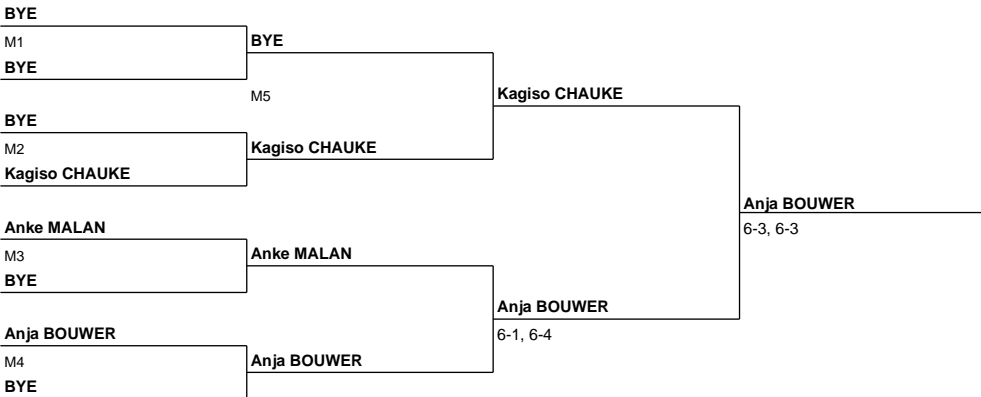 BYE
M1
BYE
BYE
M5
BYE
M2
Kagiso CHAUKE
Kagiso CHAUKE
Kagiso CHAUKE
Anke MALAN
M3
BYE
Anke MALAN
Anja BOUWER
M4
BYE
Anja BOUWER
Anja BOUWER
6-1, 6-4
Anja BOUWER
6-3, 6-3